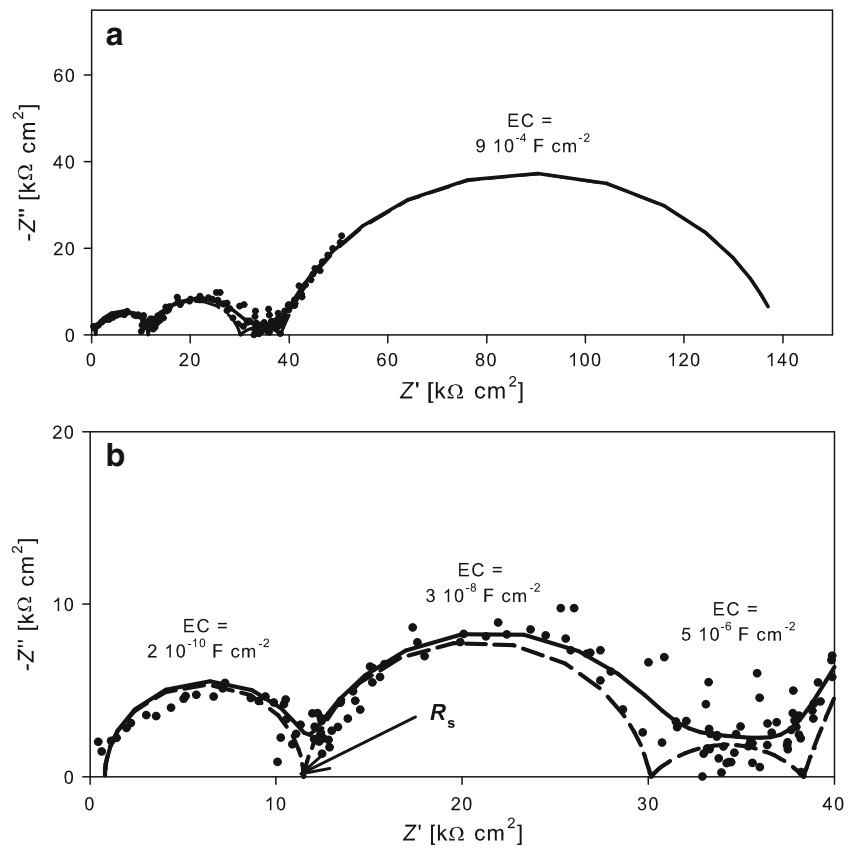 a
60
40
20
0
-Z" [kΩ cm²]
EC =
9 10⁻⁴ F cm⁻²
0 20 40 60 80 100 120 140
Z' [kΩ cm²]
b
20
10
0
-Z" [kΩ cm²]
EC =
2 10⁻¹⁰ F cm⁻²
EC =
3 10⁻⁸ F cm⁻²
EC =
5 10⁻⁶ F cm⁻²
Rₛ
0 10 20 30 40
Z' [kΩ cm²]